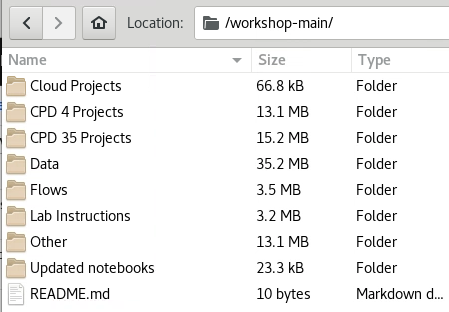 Location: /workshop-main/
Name Size Type
Cloud Projects 66.8 kB Folder
CPD 4 Projects 13.1 MB Folder
CPD 35 Projects 15.2 MB Folder
Data 35.2 MB Folder
Flows 3.5 MB Folder
Lab Instructions 3.2 MB Folder
Other 13.1 MB Folder
Updated notebooks 23.3 kB Folder
README.md 10 bytes Markdown d...